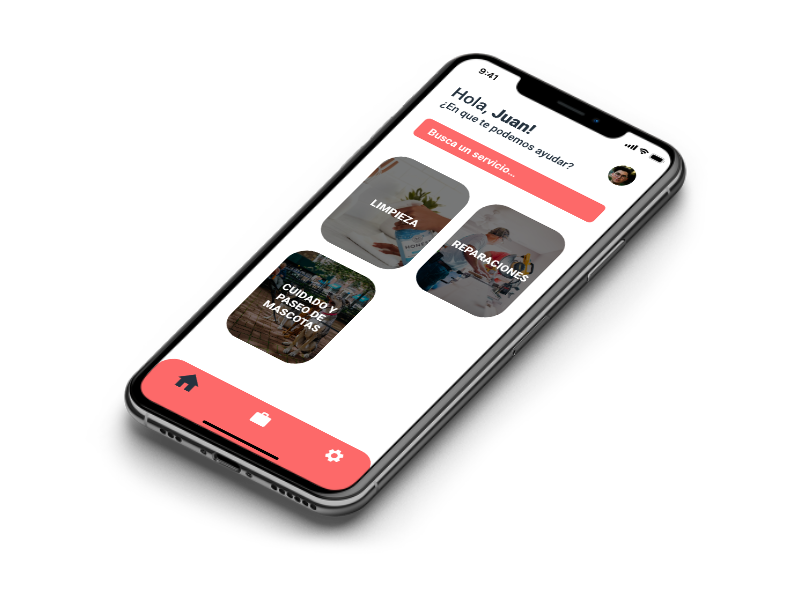 9:41
Hola, Juan!
¿En que te podemos ayudar?
Busca un servicio...
LIMPIEZA
REPARACIONES
CUIDADO Y
PASEO DE
MASCOTAS